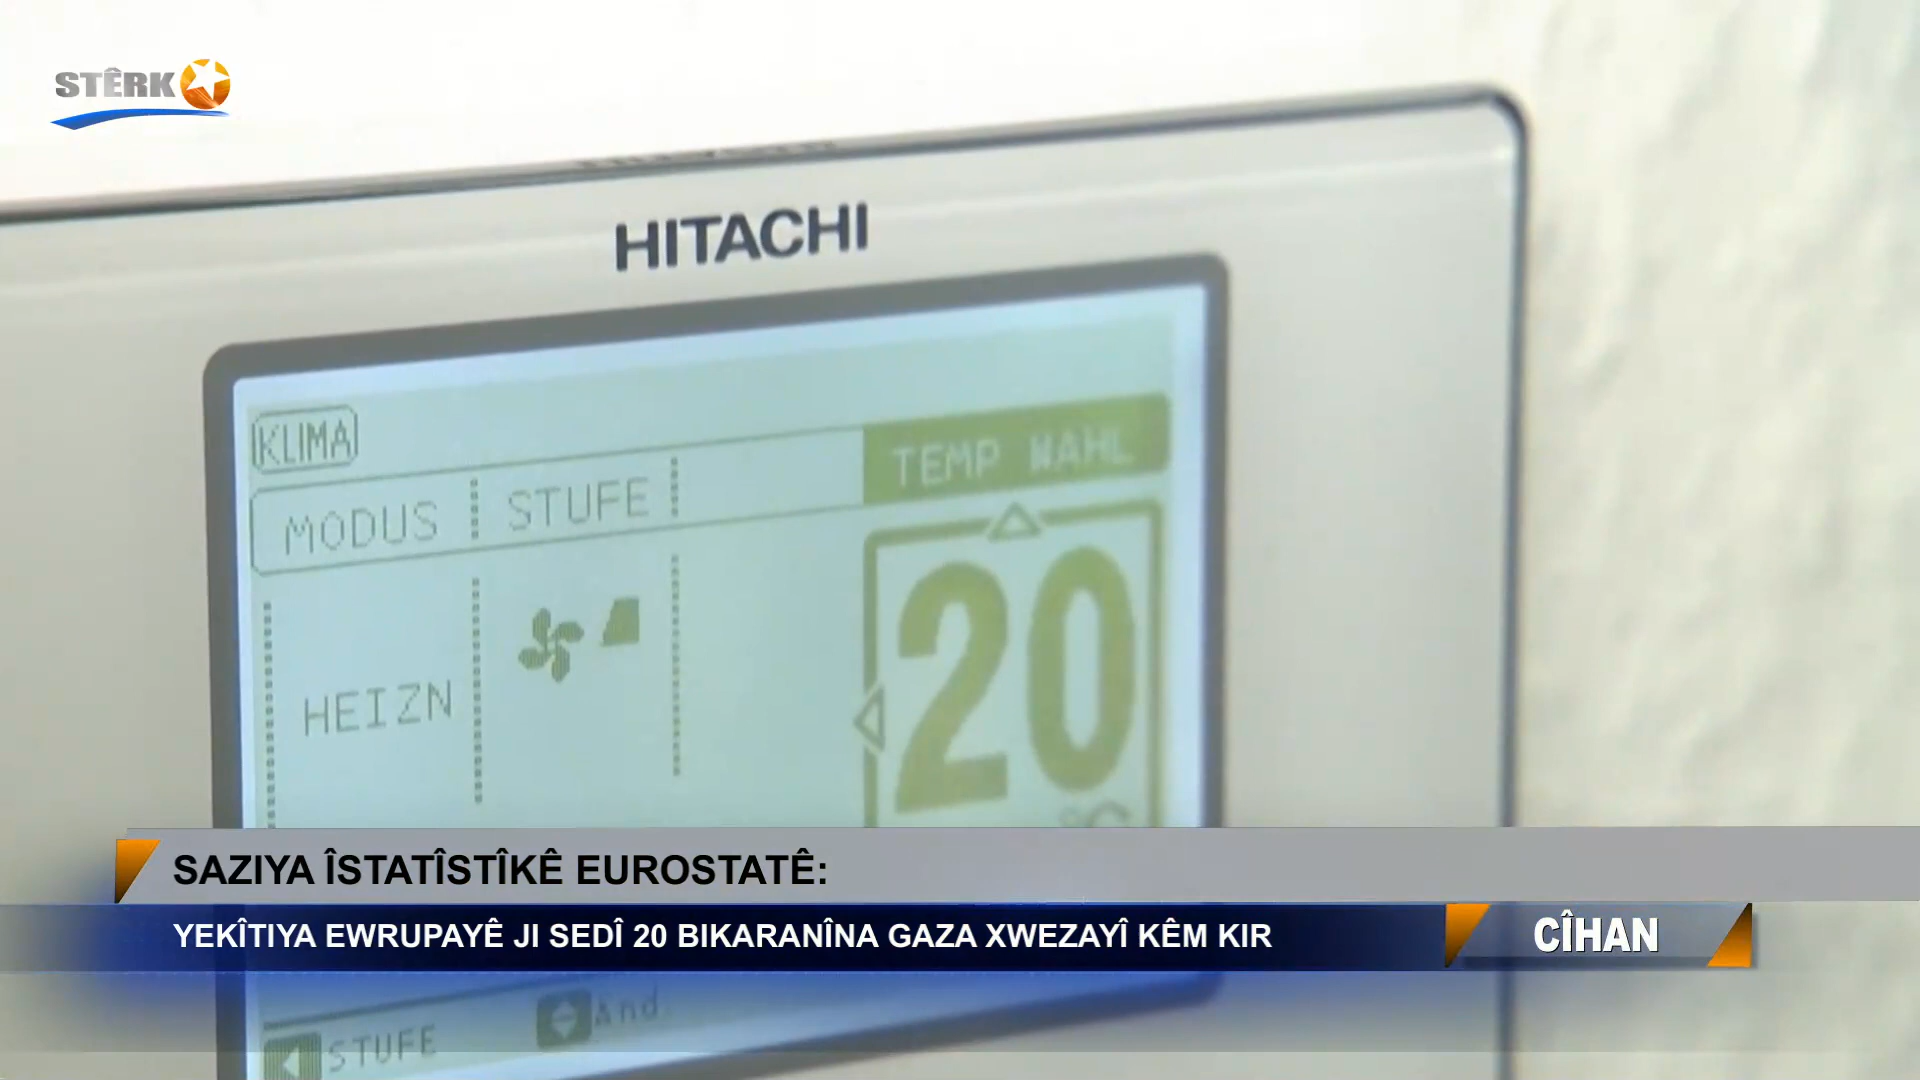 STÊRK
HITACHI
KLIMA
MODUS STUFE TEMP WAHL
HEIZN 20
°C
SAZIYA ÎSTATÎSTÎKÊ EUROSTATÊ:
YEKÎTIYA EWRUPAYÊ JI SEDÎ 20 BIKARANÎNA GAZA XWEZAYÎ KÊM KIR
CÎHAN
STUFE And.